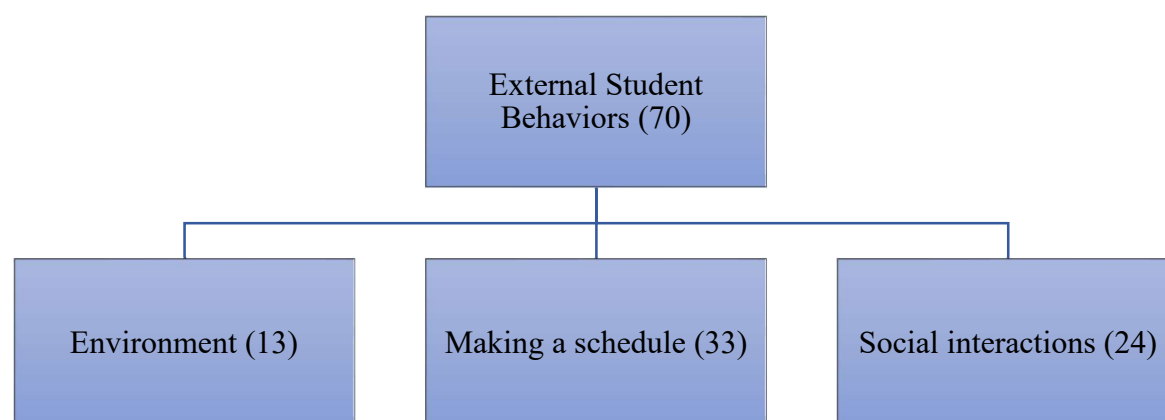 External Student
Behaviors (70)
Environment (13)
Making a schedule (33)
Social interactions (24)